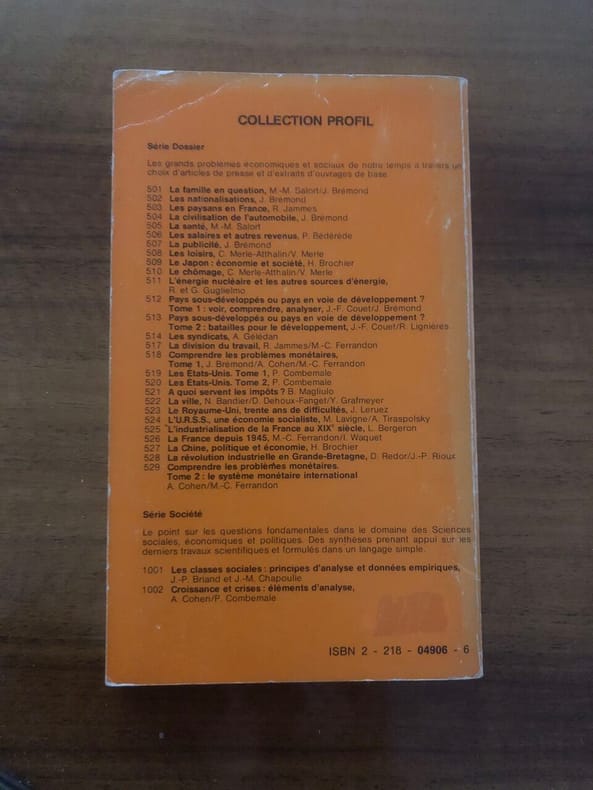 COLLECTION PROFIL
Série Dossier
Les grands problèmes économiques et sociaux de notre temps à travers un
choix d'articles de presse et d'extraits d'ouvrages de base.
501 La famille en question, M.-M. Salort/J. Brémond
502 Les nationalisations, J. Brémond
503 Les paysans en France, R. Jammes
504 La civilisation de l'automobile, J. Brémond
505 La santé, M.-M. Salort
506 Les salaires et autres revenus, P. Bédérède
507 La publicité, J. Brémond
508 Les loisirs, C. Merle-Atthalin/V. Merle
509 Le Japon : économie et société, H. Brochier
510 Le chômage, C. Merle-Atthalin/V. Merle
511 L'énergie nucléaire et les autres sources d'énergie,
R. et G. Guglielmo
512 Pays sous-développés ou pays en voie de développement ?
Tome 1 : voir, comprendre, analyser, J.-F. Couet/J. Brémond
513 Pays sous-développés ou pays en voie de développement ?
Tome 2 : batailles pour le développement, J.-F. Couet/R. Lignières
514 Les syndicats, A. Gélédan
517 La division du travail, R. Jammes/M.-C. Ferrandon
518 Comprendre les problèmes monétaires,
Tome 1, J. Brémond/A. Cohen/M.-C. Ferrandon
519 Les Etats-Unis. Tome 1, P. Combemale
520 Les Etats-Unis. Tome 2, P. Combemale
521 A quoi servent les impôts ? B. Magliulo
522 La ville, N. Bandier/D. Dehoux-Fanget/Y. Grafmeyer
523 Le Royaume-Uni, trente ans de difficultés, J. Leruez
524 L'U.R.S.S., une économie socialiste, M. Lavigne/A. Tiraspolsky
525 L'industrialisation de la France au XIXe siècle, L. Bergeron
526 La France depuis 1945, M.-C. Ferrandon/I. Waquet
527 La Chine, politique et économie, H. Brochier
528 La révolution industrielle en Grande-Bretagne, D. Redor/J.-P. Rioux
529 Comprendre les problèmes monétaires.
Tome 2 : le système monétaire international
A. Cohen/M.-C. Ferrandon
Série Société
Le point sur les questions fondamentales dans le domaine des Sciences
sociales, économiques et politiques. Des synthèses prenant appui sur les
derniers travaux scientifiques et formulés dans un langage simple.
1001 Les classes sociales : principes d'analyse et données empiriques,
J.-P. Briand et J.-M. Chapoulie
1002 Croissance et crises : éléments d'analyse,
A. Cohen/P. Combemale
ISBN 2 - 218 - 04906 - 6